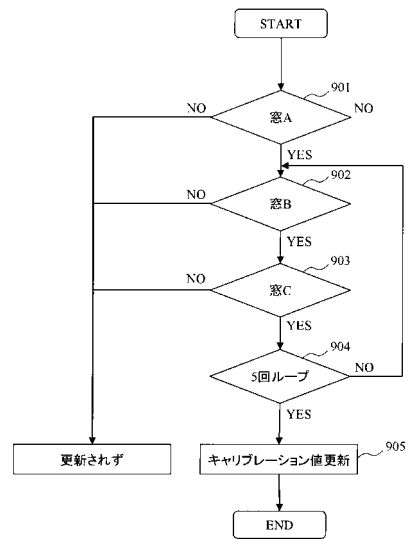 START
901
NO
窓A
NO
YES
902
NO
窓B
YES
903
NO
窓C
YES
904
5回ループ
NO
YES
更新されず
キャリブレーション値更新
905
END